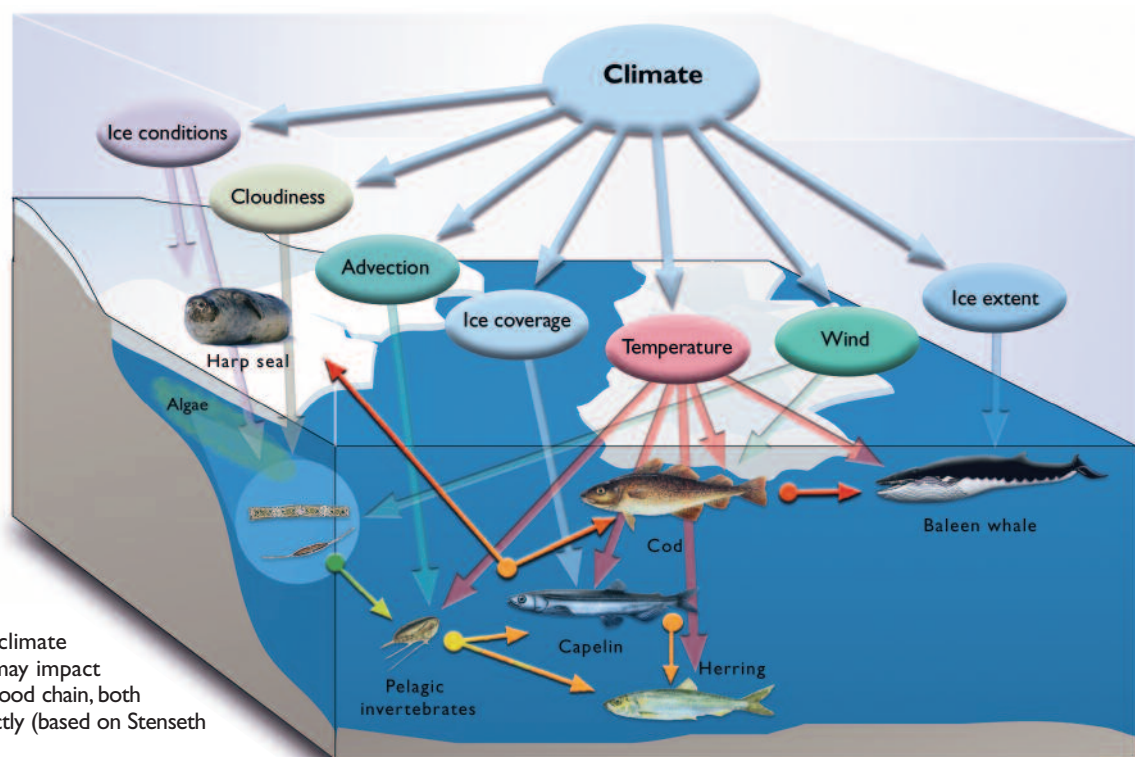 Climate
Ice conditions
Cloudiness
Advection
Ice coverage
Temperature
Wind
Ice extent
Harp seal
Algae
Cod
Baleen whale
Capelin
Herring
Pelagic
invertebrates
climate
may impact
ood chain, both
ctly (based on Stenseth